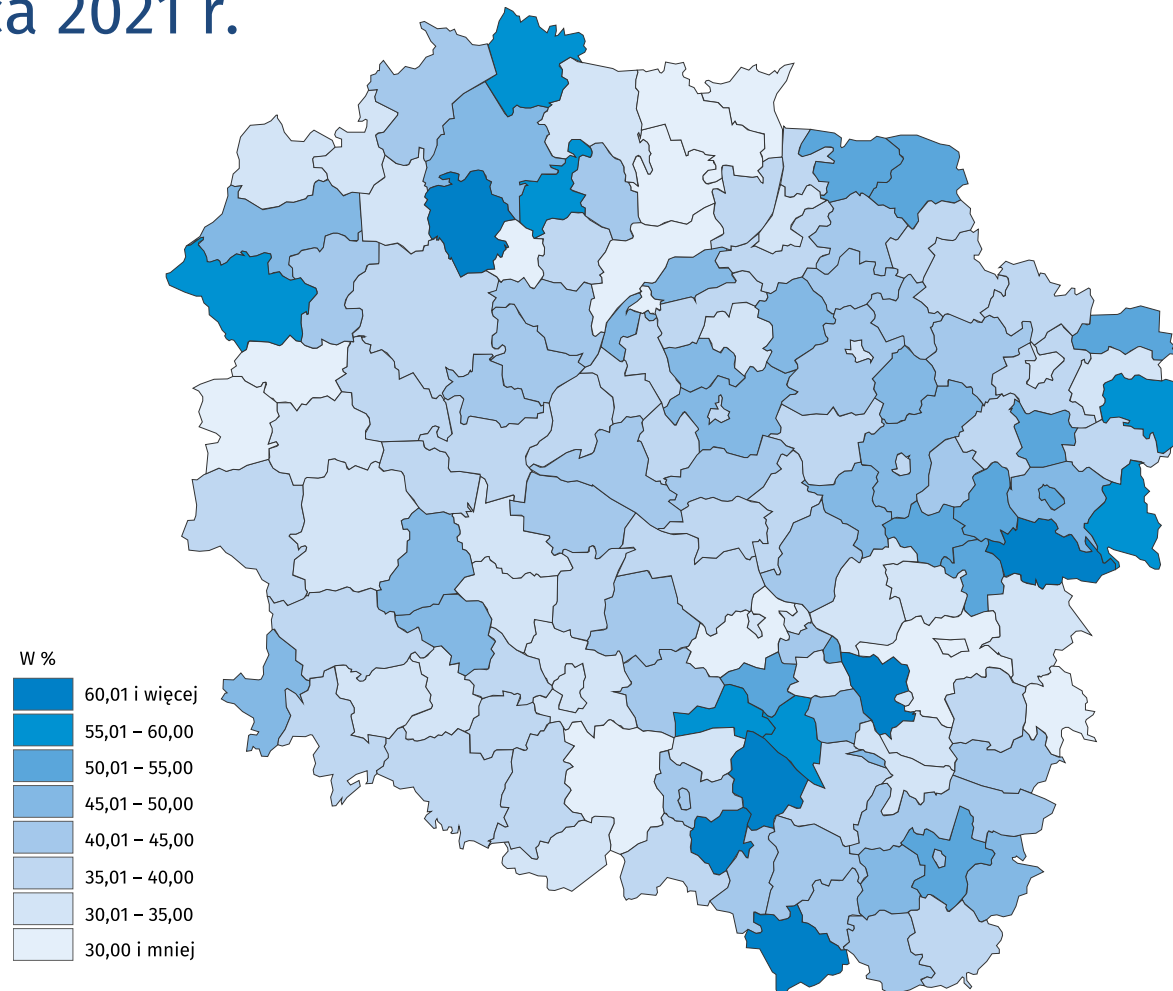 ca 2021 r.
W %
60,01 i więcej
55,01 – 60,00
50,01 – 55,00
45,01 – 50,00
40,01 – 45,00
35,01 – 40,00
30,01 – 35,00
30,00 i mniej